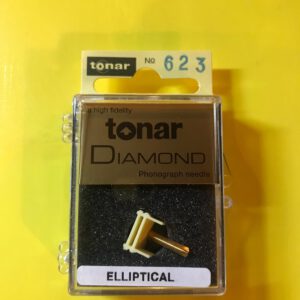 tonar No 623
a high fidelity
tonar
DIAMOND
Phonograph needle
ELLIPTICAL